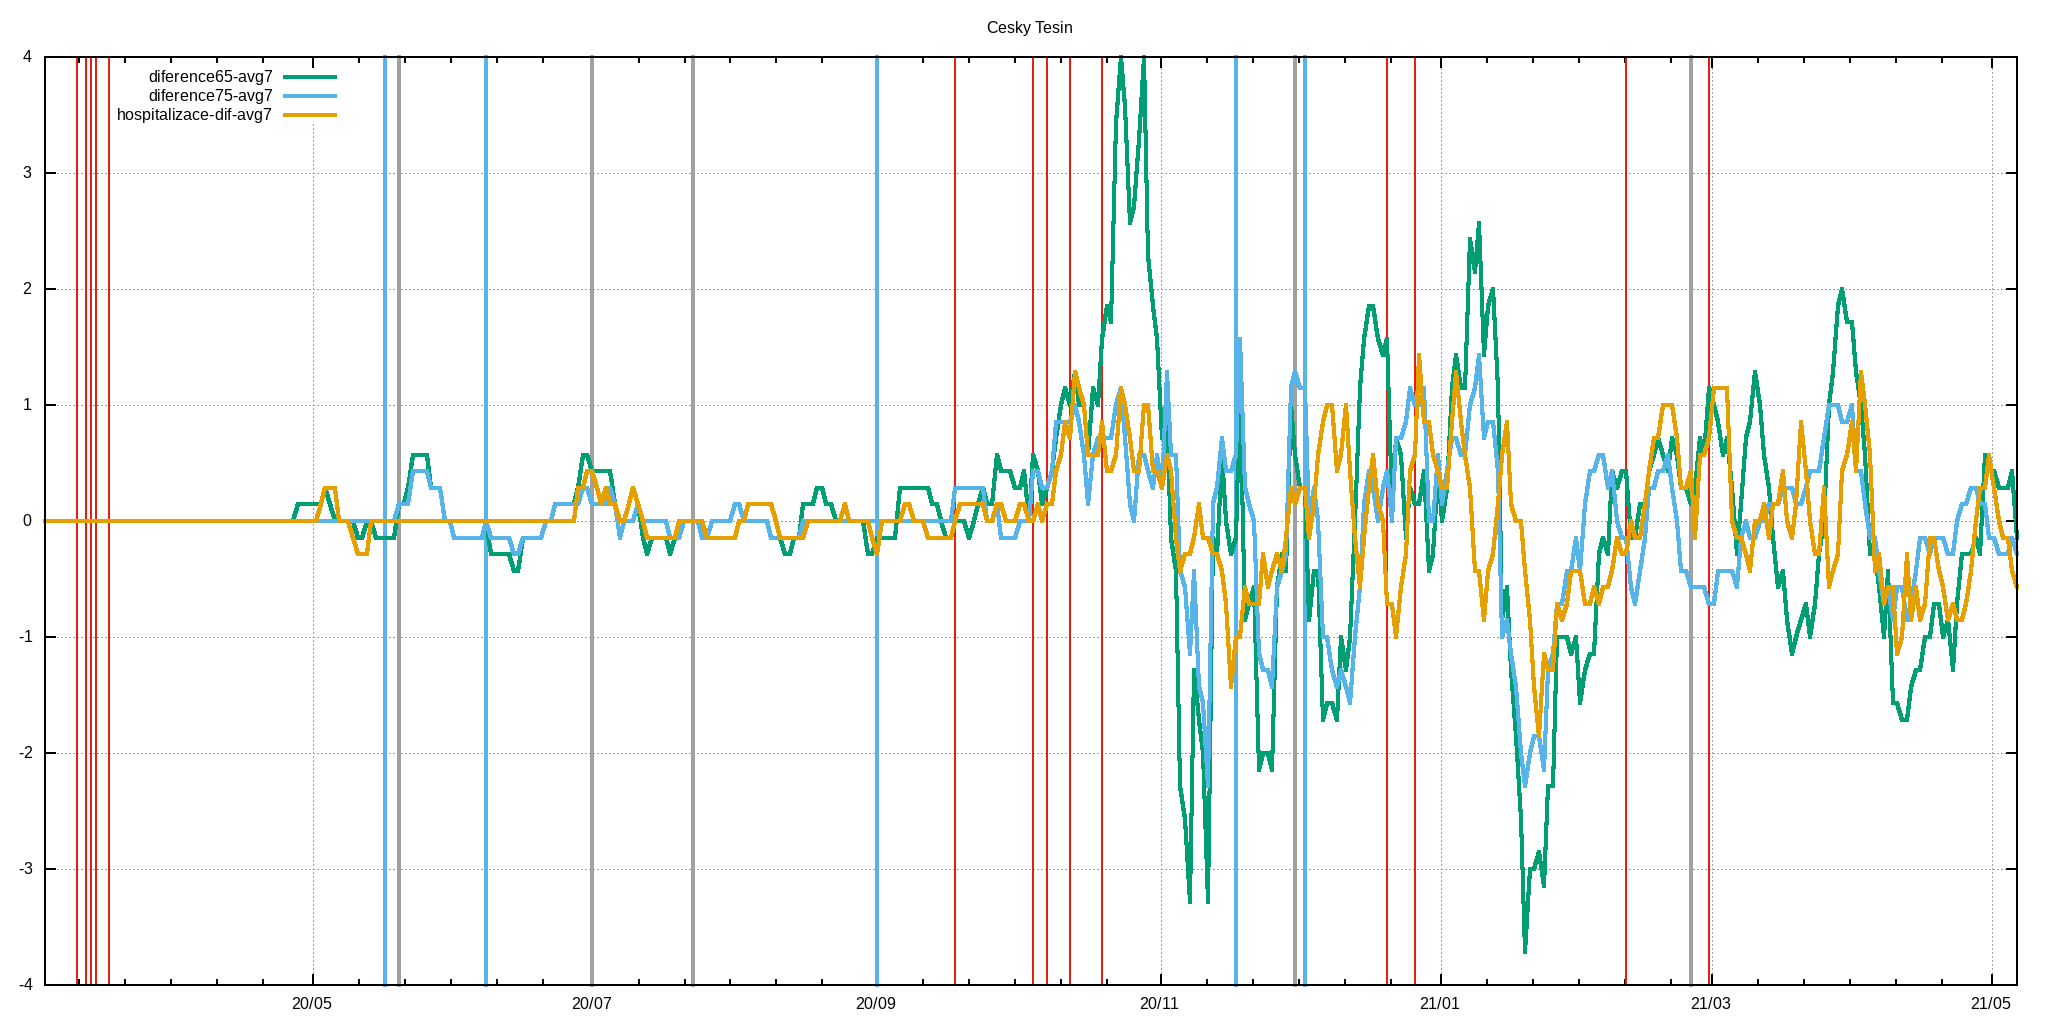 Cesky Tesin
diference65-avg7
diference75-avg7
hospitalizace-dif-avg7
4
3
2
1
0
-1
-2
-3
-4
20/05 20/07 20/09 20/11 21/01 21/03 21/05